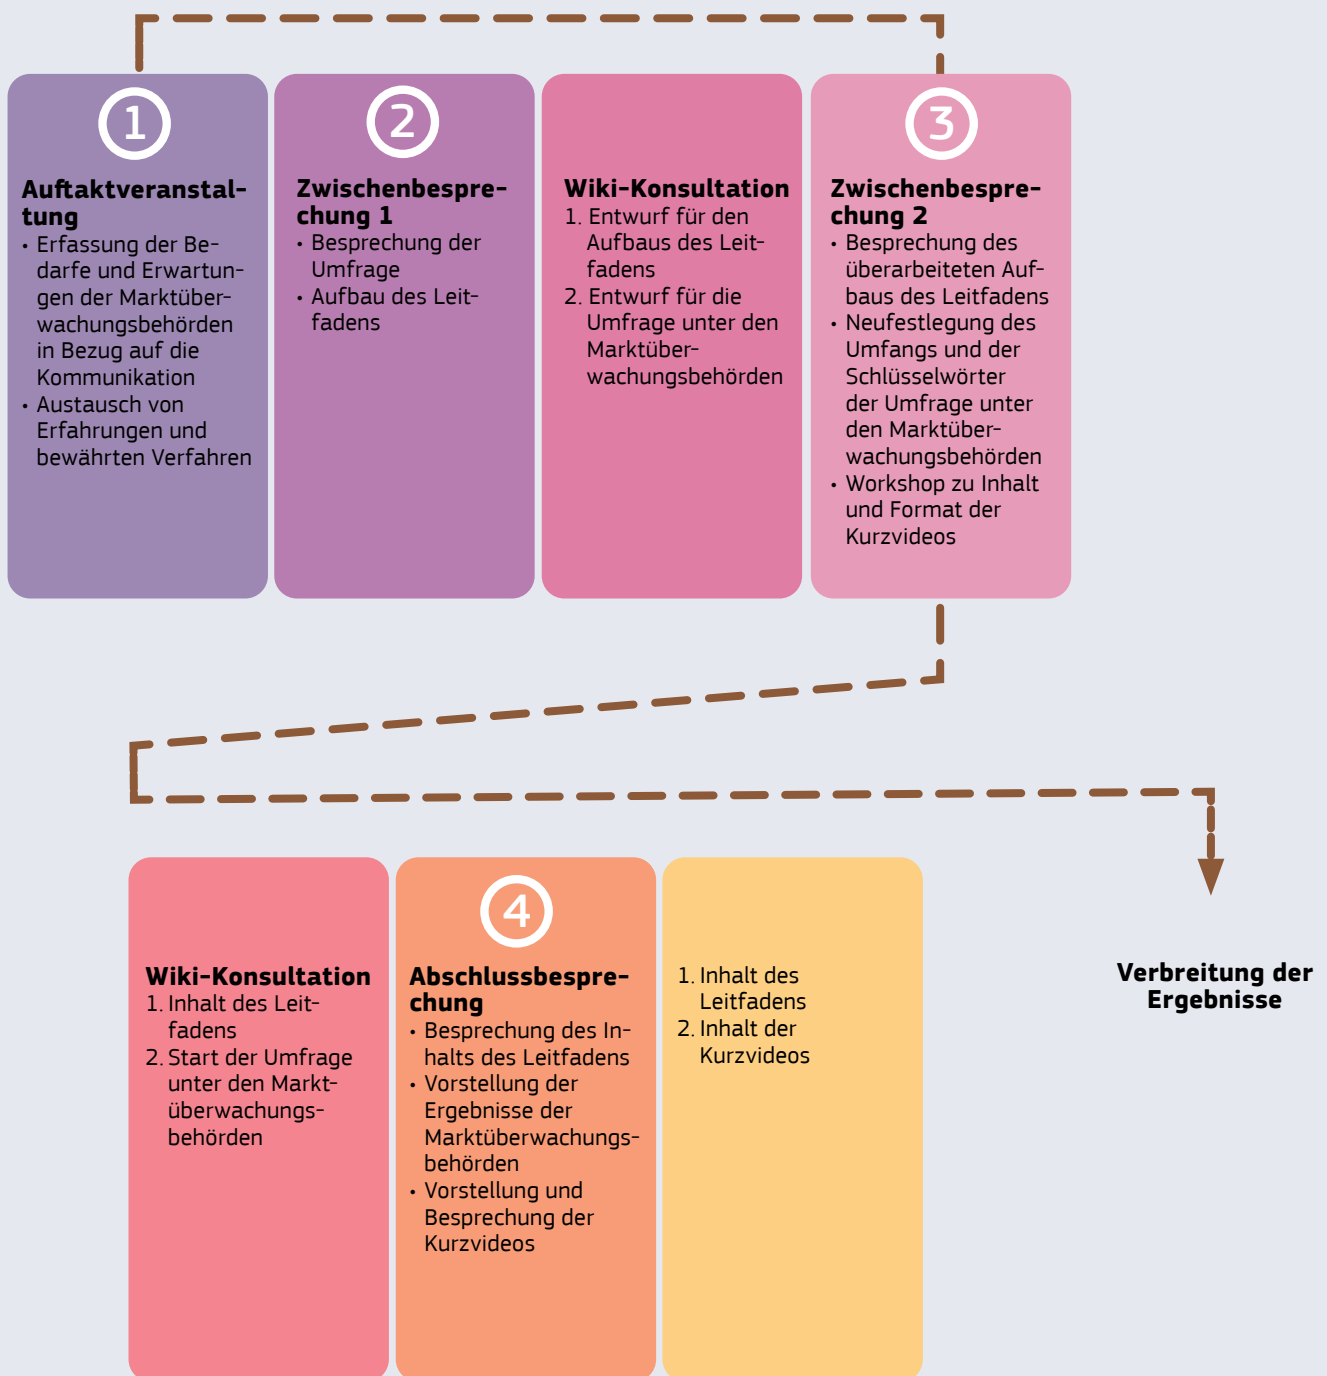 1
Auftaktveranstal-
tung
• Erfassung der Be-
darfe und Erwartun-
gen der Marktüber-
wachungsbehörden
in Bezug auf die
Kommunikation
• Austausch von
Erfahrungen und
bewährten Verfahren
2
Zwischenbespre-
chung 1
• Besprechung der
Umfrage
• Aufbau des Leit-
fadens
Wiki-Konsultation
1. Entwurf für den
Aufbaus des Leit-
fadens
2. Entwurf für die
Umfrage unter den
Marktüber-
wachungsbehörden
3
Zwischenbespre-
chung 2
• Besprechung des
überarbeiteten Auf-
baus des Leitfadens
• Neufestlegung des
Umfangs und der
Schlüsselwörter
der Umfrage unter
den Marktüber-
wachungsbehörden
• Workshop zu Inhalt
und Format der
Kurzvideos
Wiki-Konsultation
1. Inhalt des Leit-
fadens
2. Start der Umfrage
unter den Markt-
überwachungs-
behörden
4
Abschlussbespre-
chung
• Besprechung des In-
halts des Leitfadens
• Vorstellung der
Ergebnisse der
Marktüberwachungs-
behörden
• Vorstellung und
Besprechung der
Kurzvideos
1. Inhalt des
Leitfadens
2. Inhalt der
Kurzvideos
Verbreitung der
Ergebnisse